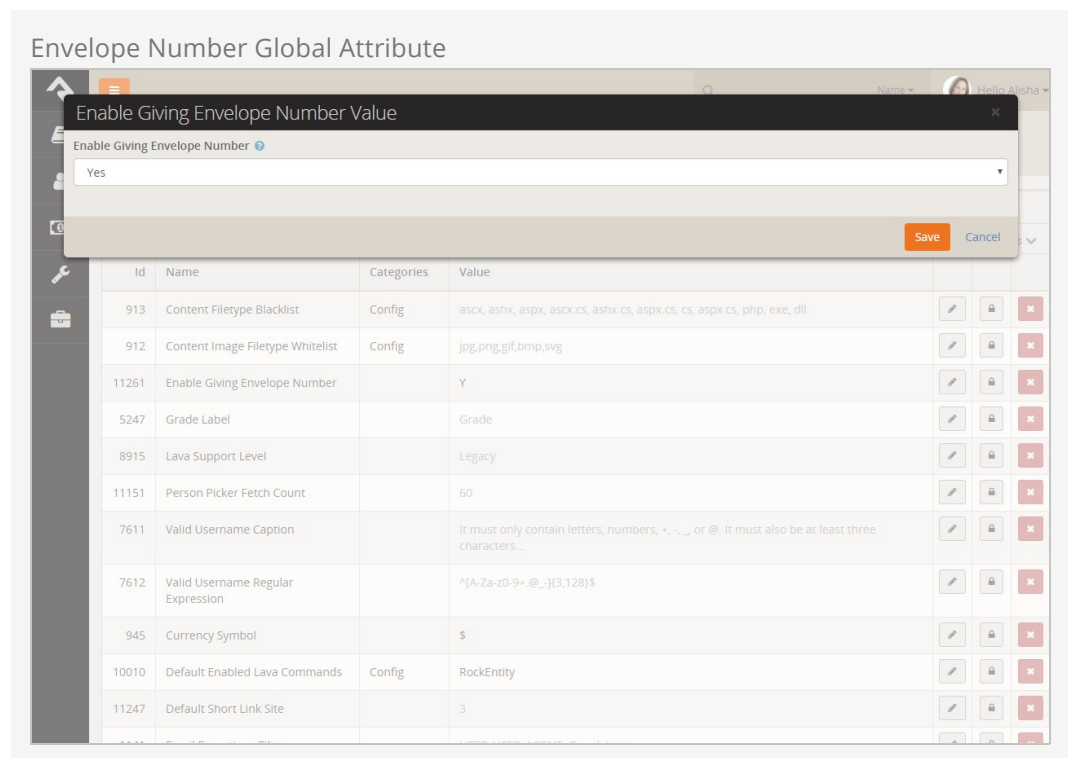 Envelope Number Global Attribute
Name
Hello Alisha
Enable Giving Envelope Number Value
Enable Giving Envelope Number
Yes
Save Cancel
Id Name Categories Value
913 Content Filetype Blacklist Config ascx, ashx, aspx, ascx.cs, ashx.cs, aspx.cs, cs, aspx.cs, php, exe, dll
912 Content Image Filetype Whitelist Config jpg,png,gif,bmp,svg
11261 Enable Giving Envelope Number Y
5247 Grade Label Grade
8915 Lava Support Level Legacy
11151 Person Picker Fetch Count 60
7611 Valid Username Caption It must only contain letters, numbers, +, -, _, or @. It must also be at least three
characters...
7612 Valid Username Regular ^[A-Za-z0-9+.@_-]{3,128}$
Expression
945 Currency Symbol $
10010 Default Enabled Lava Commands Config RockEntity
11247 Default Short Link Site 3